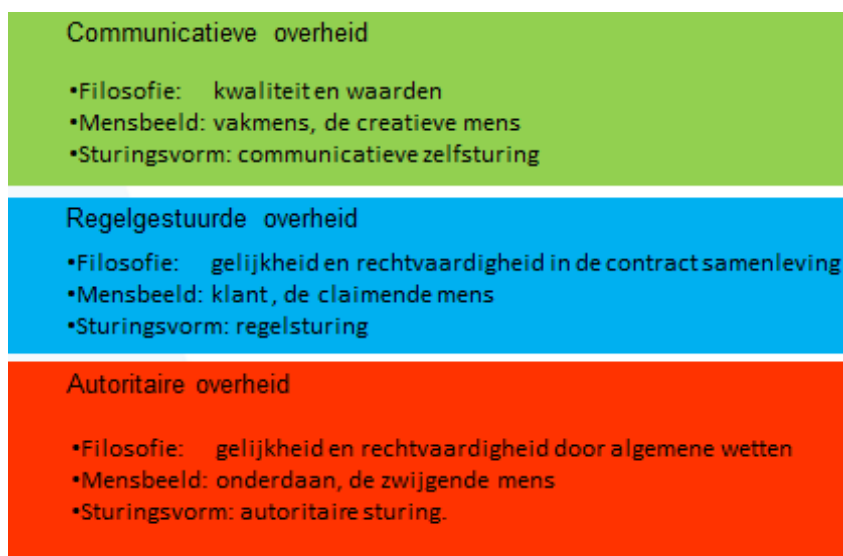 Communicatieve overheid
•Filosofie: kwaliteit en waarden
•Mensbeeld: vakmens, de creatieve mens
•Sturingsvorm: communicatieve zelfsturing
Regelgestuurde overheid
•Filosofie: gelijkheid en rechtvaardigheid in de contract samenleving
•Mensbeeld: klant, de claimende mens
•Sturingsvorm: regelsturing
Autoritaire overheid
•Filosofie: gelijkheid en rechtvaardigheid door algemene wetten
•Mensbeeld: onderdaan, de zwijgende mens
•Sturingsvorm: autoritaire sturing.